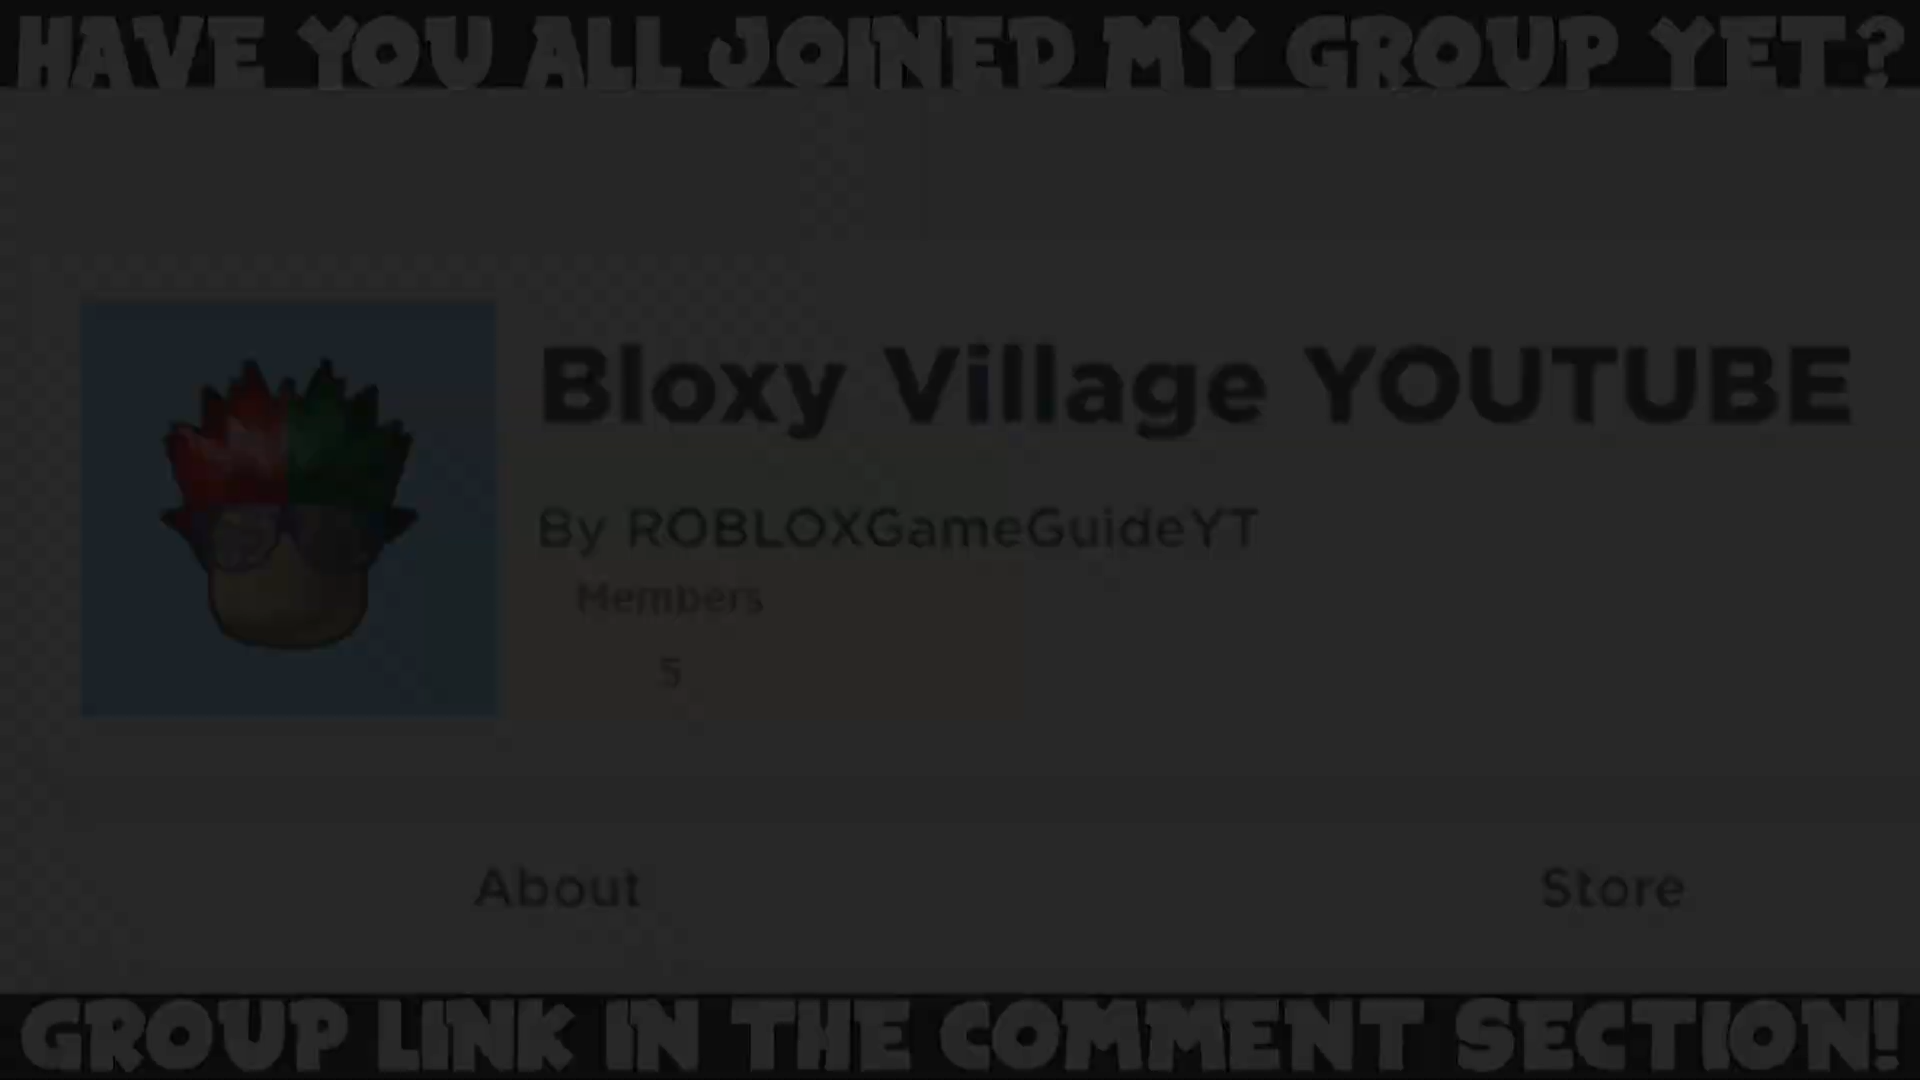 HAVE YOU ALL JOINED MY GROUP YET?
Bloxy Village YOUTUBE
By ROBLOXGameGuideYT
Members
5
About
Store
GROUP LINK IN THE COMMENT SECTION!